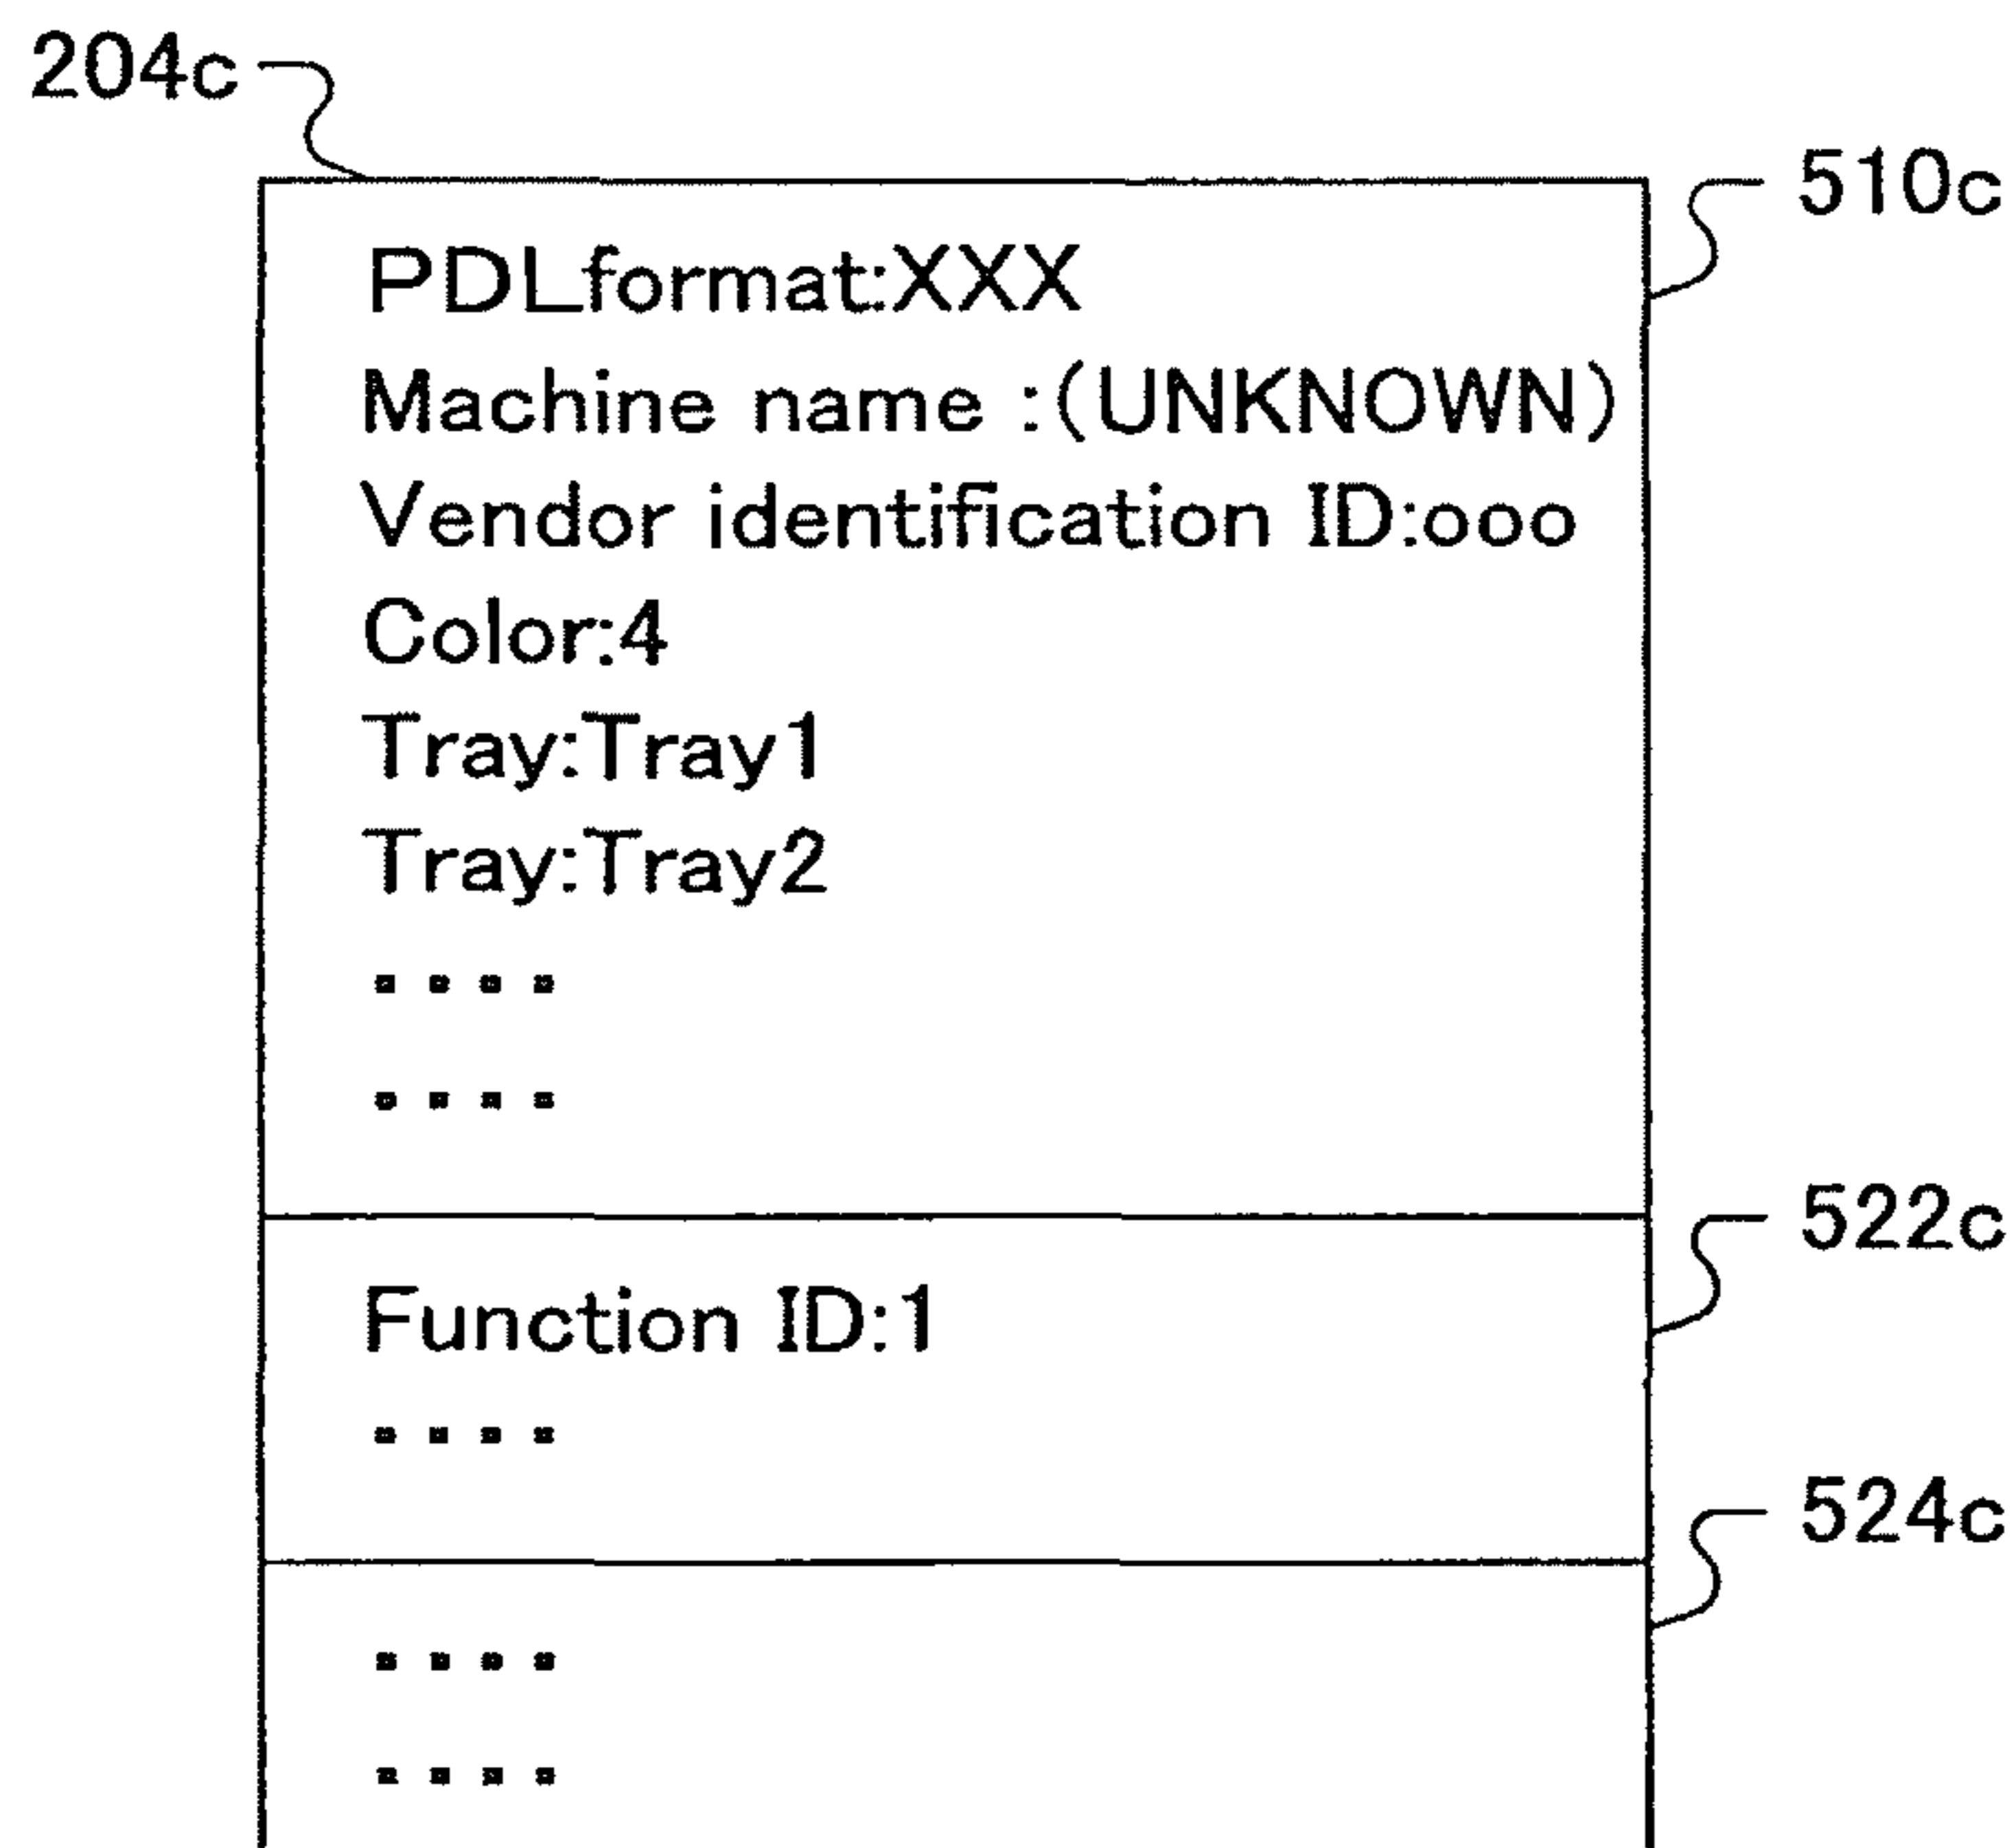 204c
510c
PDLformat:XXX
Machine name :(UNKNOWN)
Vendor identification ID:ooo
Color:4
Tray:Tray1
Tray:Tray2
....
....
522c
Function ID:1
....
524c
....
....